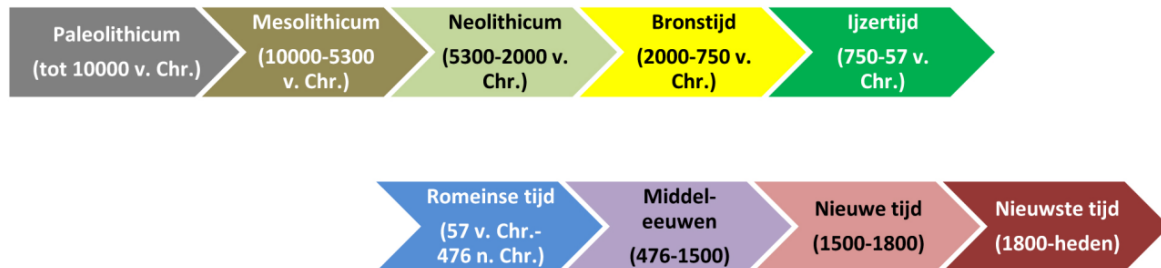 Paleolithicum
(tot 10000 v. Chr.)
Mesolithicum
(10000-5300
v. Chr.)
Neolithicum
(5300-2000 v.
Chr.)
Bronstijd
(2000-750 v.
Chr.)
Ijzertijd
(750-57 v.
Chr.)
Romeinse tijd
(57 v. Chr.-
476 n. Chr.)
Middel-
eeuwen
(476-1500)
Nieuwe tijd
(1500-1800)
Nieuwste tijd
(1800-heden)